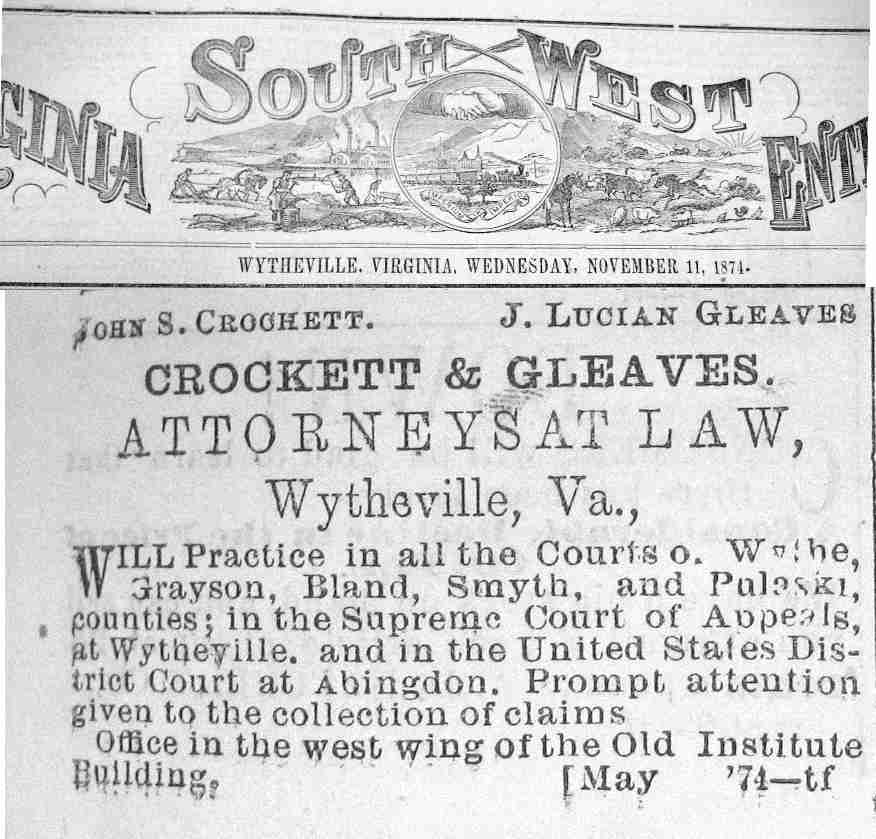 GINIA SOUTH WEST ENT
WYTHEVILLE, VIRGINIA, WEDNESDAY, NOVEMBER 11, 1874.
JOHN S. CROCHETT. J. LUCIAN GLEAVES
CROCKETT & GLEAVES.
ATTORNEYS AT LAW,
Wytheville, Va.,
WILL Practice in all the Courts o. Wythe,
Grayson, Bland, Smyth, and Pulaski,
counties; in the Supreme Court of Appeals,
at Wytheville. and in the United States Dis-
trict Court at Abingdon. Prompt attention
given to the collection of claims
Office in the west wing of the Old Institute
Building. [May '74—tf